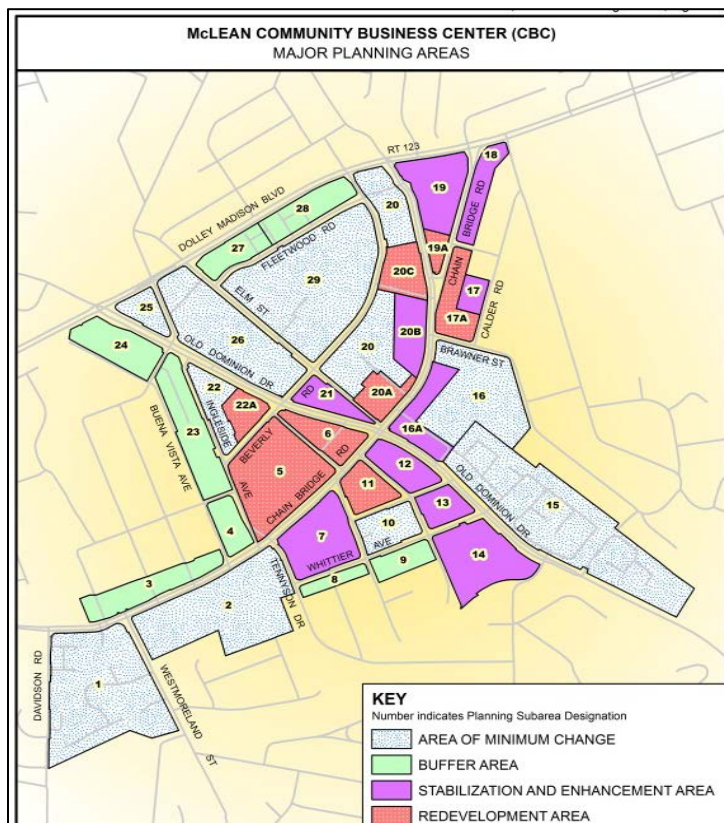 McLEAN COMMUNITY BUSINESS CENTER (CBC)
MAJOR PLANNING AREAS
RT 123
18
19
DOLLEY MADISON BLVD
28
20
BRIDGE RD
27
FLEETWOOD RD
19A
CHAIN
20C
29
17
25
ELM ST
17A
CALDER RD
24
OLD DOMINION DR
26
20
20B
BRAWNER ST
22
INGLESIDE
RD
21
20A
16
22A
23
BEVERLY
6
16A
BUENA VISTA AVE
RD
12
5
CHAIN BRIDGE
11
OLD DOMINION DR
15
AVE
13
4
7
10
AVE
WHITTIER
9
14
3
8
TENNYSON DR
2
DAVIDSON RD
1
WESTMORELAND ST
KEY
Number indicates Planning Subarea Designation
AREA OF MINIMUM CHANGE
BUFFER AREA
STABILIZATION AND ENHANCEMENT AREA
REDEVELOPMENT AREA